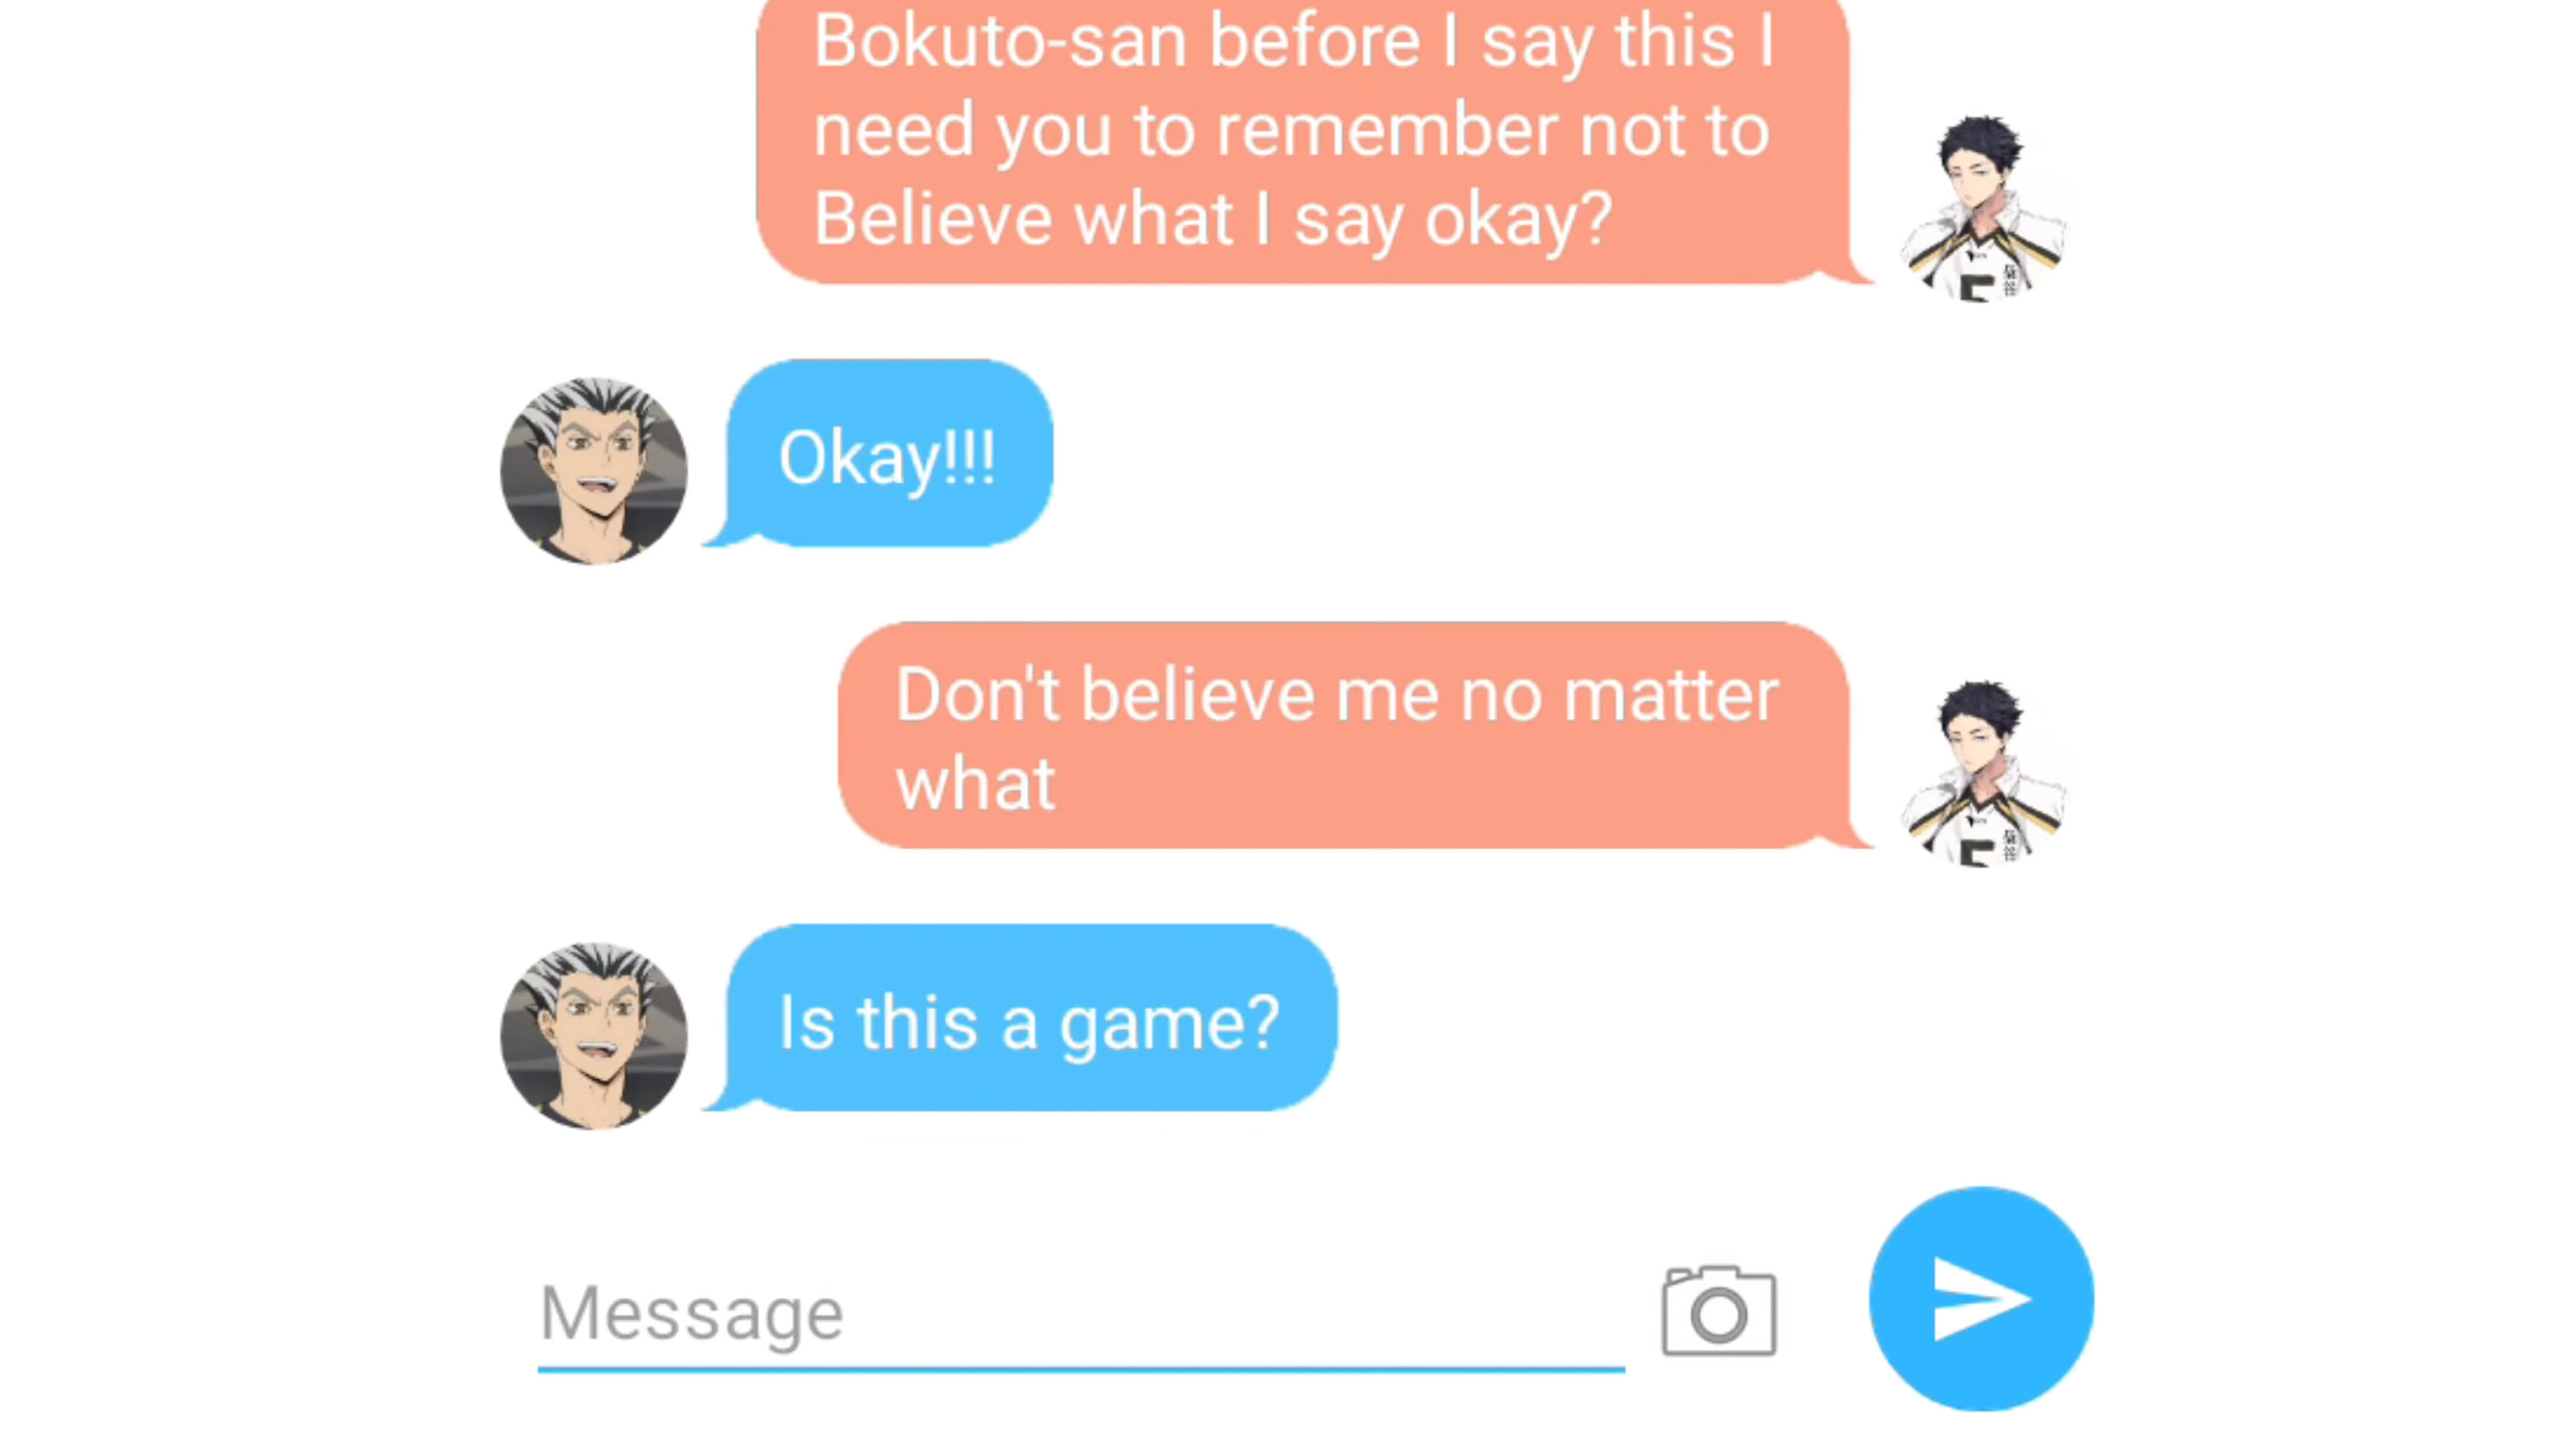 Bokuto-san before I say this I
need you to remember not to
Believe what I say okay?
Okay!!!
Don't believe me no matter
what
Is this a game?
Message